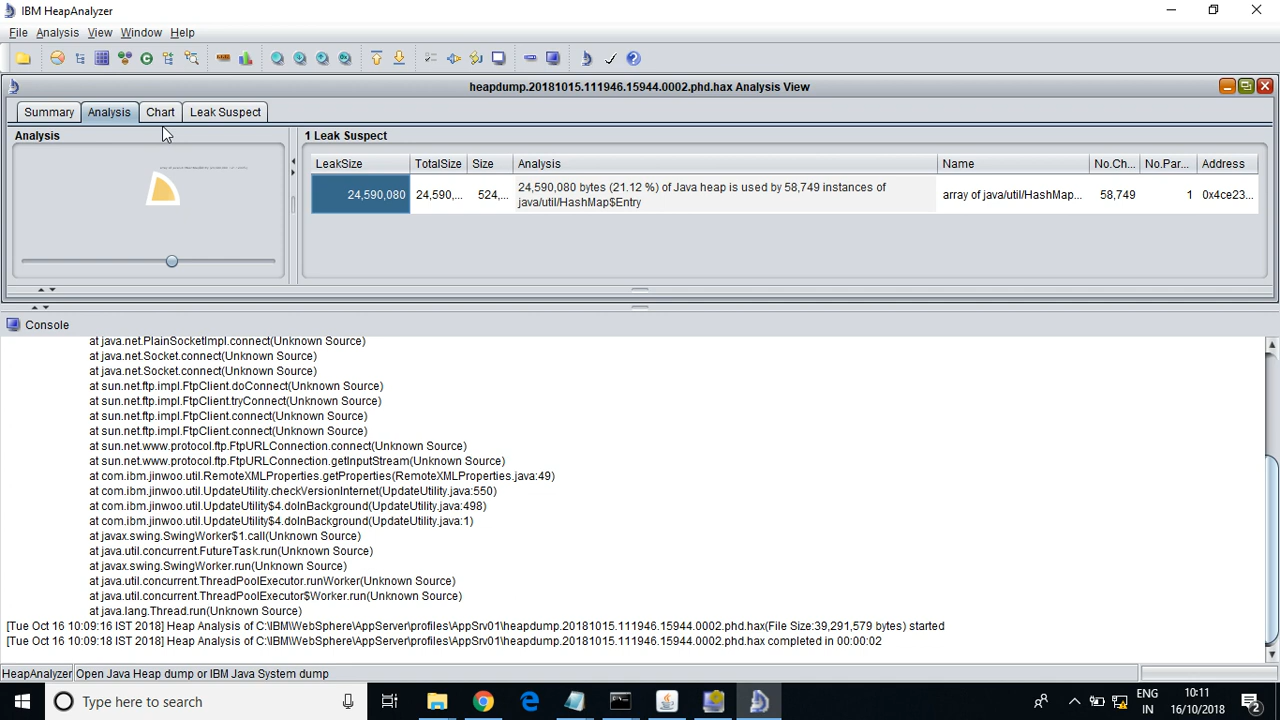 IBM HeapAnalyzer
File Analysis View Window Help
heapdump.20181015.111946.15944.0002.phd.hax Analysis View
Summary Analysis Chart Leak Suspect
Analysis
1 Leak Suspect
LeakSize TotalSize Size Analysis Name No.Ch... No.Par... Address
24,590,080 24,590,... 524,... 24,590,080 bytes (21.12 %) of Java heap is used by 58,749 instances of array of java/util/HashMap... 58,749 1 0x4ce23...
java/util/HashMap$Entry
Console
at java.net.PlainSocketImpl.connect(Unknown Source)
at java.net.Socket.connect(Unknown Source)
at java.net.Socket.connect(Unknown Source)
at sun.net.ftp.impl.FtpClient.doConnect(Unknown Source)
at sun.net.ftp.impl.FtpClient.tryConnect(Unknown Source)
at sun.net.ftp.impl.FtpClient.connect(Unknown Source)
at sun.net.ftp.impl.FtpClient.connect(Unknown Source)
at sun.net.www.protocol.ftp.FtpURLConnection.connect(Unknown Source)
at sun.net.www.protocol.ftp.FtpURLConnection.getInputStream(Unknown Source)
at com.ibm.jinwoo.util.RemoteXMLProperties.getProperties(RemoteXMLProperties.java:49)
at com.ibm.jinwoo.util.UpdateUtility.checkVersionInternet(UpdateUtility.java:550)
at com.ibm.jinwoo.util.UpdateUtility$4.doInBackground(UpdateUtility.java:498)
at com.ibm.jinwoo.util.UpdateUtility$4.doInBackground(UpdateUtility.java:1)
at javax.swing.SwingWorker$1.call(Unknown Source)
at java.util.concurrent.FutureTask.run(Unknown Source)
at javax.swing.SwingWorker.run(Unknown Source)
at java.util.concurrent.ThreadPoolExecutor.runWorker(Unknown Source)
at java.util.concurrent.ThreadPoolExecutor$Worker.run(Unknown Source)
at java.lang.Thread.run(Unknown Source)
[Tue Oct 16 10:09:16 IST 2018] Heap Analysis of C:\IBM\WebSphere\AppServer\profiles\AppSrv01\heapdump.20181015.111946.15944.0002.phd.hax(File Size:39,291,579 bytes) started
[Tue Oct 16 10:09:18 IST 2018] Heap Analysis of C:\IBM\WebSphere\AppServer\profiles\AppSrv01\heapdump.20181015.111946.15944.0002.phd.hax completed in 00:00:02
HeapAnalyzer Open Java Heap dump or IBM Java System dump
Type here to search
ENG 10:11
IN 16/10/2018 2